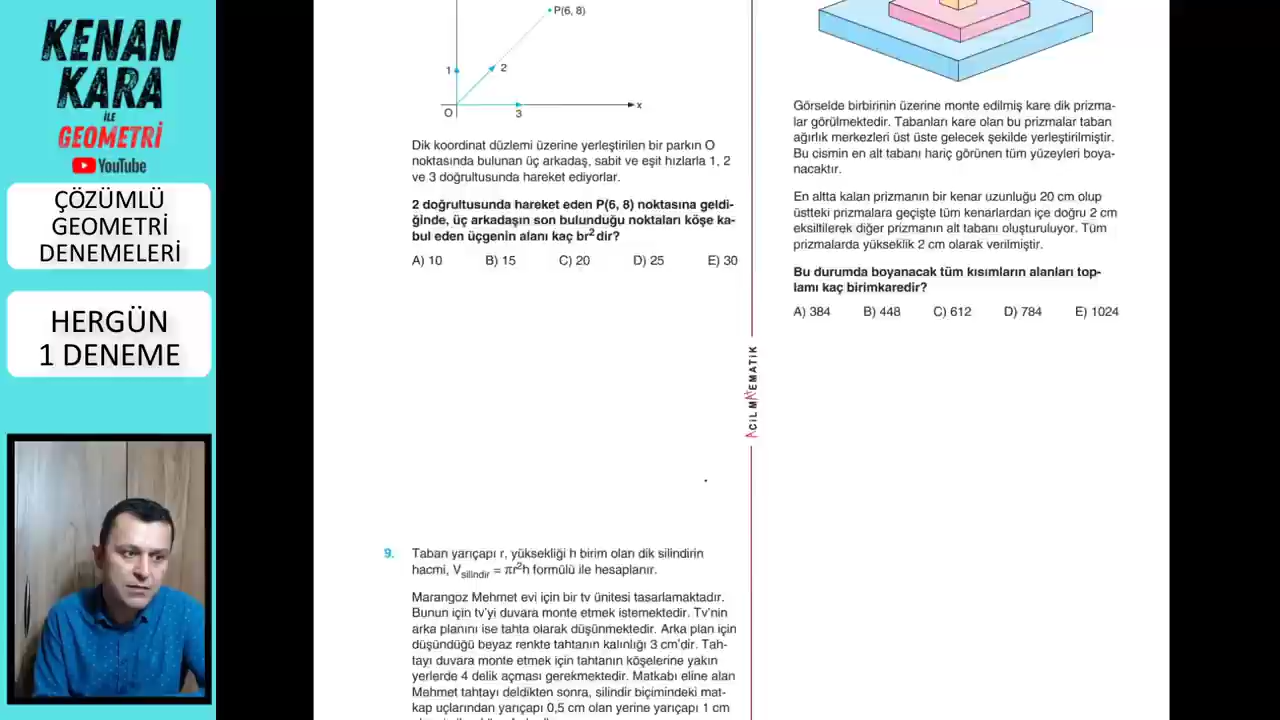 KENAN
KARA
İLE
GEOMETRİ
YouTube
ÇÖZÜMLÜ
GEOMETRİ
DENEMELERİ
HERGÜN
1 DENEME
P(6, 8)
1
2
O
3
x
Dik koordinat düzlemi üzerine yerleştirilen bir parkın O
noktasında bulunan üç arkadaş, sabit ve eşit hızlarla 1, 2
ve 3 doğrultusunda hareket ediyorlar.
2 doğrultusunda hareket eden P(6, 8) noktasına geldi-
ğinde, üç arkadaşın son bulunduğu noktaları köşe ka-
bul eden üçgenin alanı kaç br² dir?
A) 10 B) 15 C) 20 D) 25 E) 30
9. Taban yarıçapı r, yüksekliği h birim olan dik silindirin
hacmi, Vsilindir = πr²h formülü ile hesaplanır.
Marangoz Mehmet evi için bir tv ünitesi tasarlamaktadır.
Bunun için tv'yi duvara monte etmek istemektedir. Tv'nin
arka planını ise tahta olarak düşünmektedir. Arka plan için
düşündüğü beyaz renkte tahtanın kalınlığı 3 cm'dir. Tah-
tayı duvara monte etmek için tahtanın köşelerine yakın
yerlerde 4 delik açması gerekmektedir. Matkabı eline alan
Mehmet tahtayı deldikten sonra, silindir biçimindeki mat-
kap uçlarından yarıçapı 0,5 cm olan yerine yarıçapı 1 cm
ACİL MATEMATİK
Görselde birbirinin üzerine monte edilmiş kare dik prizma-
lar görülmektedir. Tabanları kare olan bu prizmalar taban
ağırlık merkezleri üst üste gelecek şekilde yerleştirilmiştir.
Bu cismin en alt tabanı hariç görünen tüm yüzeyleri boya-
nacaktır.
En altta kalan prizmanın bir kenar uzunluğu 20 cm olup
üstteki prizmalara geçişte tüm kenarlardan içe doğru 2 cm
eksiltilerek diğer prizmanın alt tabanı oluşturuluyor. Tüm
prizmalarda yükseklik 2 cm olarak verilmiştir.
Bu durumda boyanacak tüm kısımların alanları top-
lamı kaç birimkaredir?
A) 384 B) 448 C) 612 D) 784 E) 1024